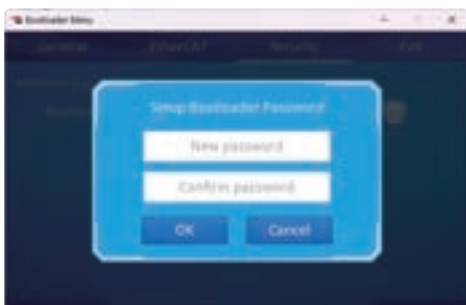 Bootloader Menu
General EtherCAT Security Exit
Setup Bootloader Password
New password
Confirm password
OK Cancel